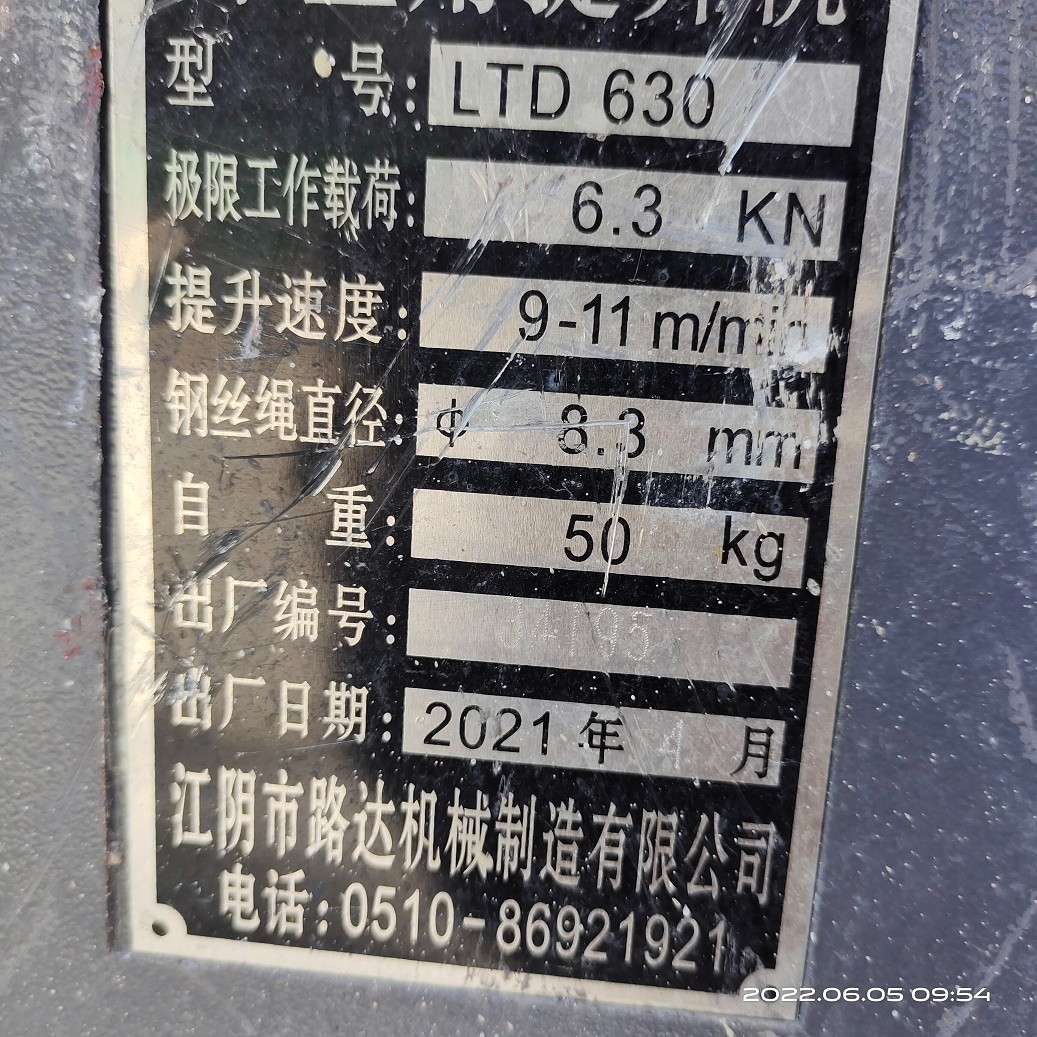 提升机
型 号: LTD 630
极限工作载荷: 6.3 KN
提升速度: 9-11 m/min
钢丝绳直径: Φ 8.3 mm
自 重: 50 kg
出厂编号:
出厂日期: 2021 年 月
江阴市路达机械制造有限公司
电话: 0510-86921921
2022.06.05 09:54